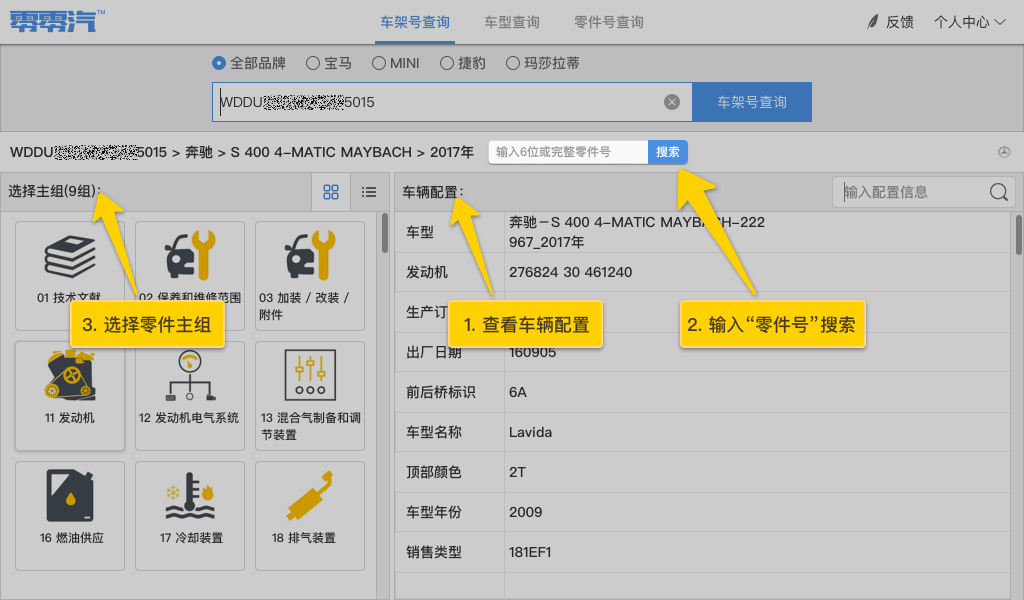 零零汽™
车架号查询 车型查询 零件号查询
反馈 个人中心
全部品牌 宝马 MINI 捷豹 玛莎拉蒂
WDDU 5015
车架号查询
WDDU 5015 > 奔驰 > S 400 4-MATIC MAYBACH > 2017年
输入6位或完整零件号 搜索
选择主组(9组):
01 技术文献
02 保养和维修范围
03 加装 / 改装 /
附件
3. 选择零件主组
11 发动机
12 发动机电气系统
13 混合气制备和调
节装置
16 燃油供应
17 冷却装置
18 排气装置
车辆配置:
输入配置信息
车型 奔驰－S 400 4-MATIC MAYBACH-222
967_2017年
发动机 276824 30 461240
生产订
1. 查看车辆配置
2. 输入“零件号”搜索
出厂日期 160905
前后桥标识 6A
车型名称 Lavida
顶部颜色 2T
车型年份 2009
销售类型 181EF1